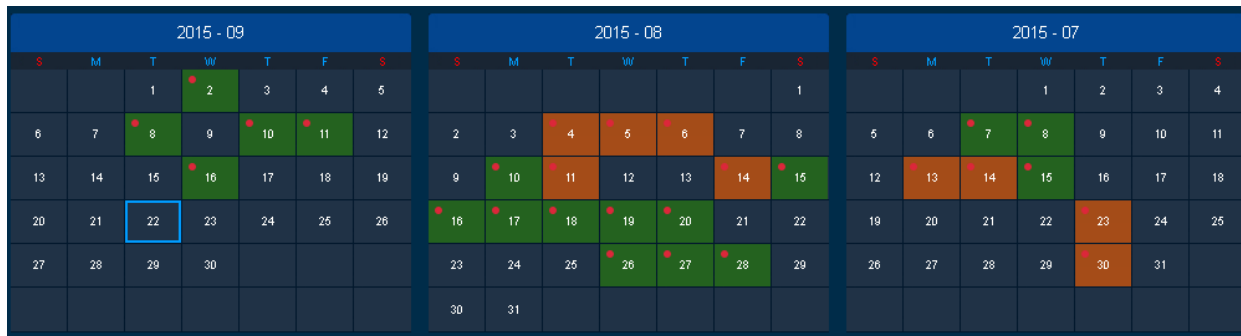 2015 - 09
S M T W T F S
1 2 3 4 5
6 7 8 9 10 11 12
13 14 15 16 17 18 19
20 21 22 23 24 25 26
27 28 29 30
2015 - 08
S M T W T F S
1
2 3 4 5 6 7 8
9 10 11 12 13 14 15
16 17 18 19 20 21 22
23 24 25 26 27 28 29
30 31
2015 - 07
S M T W T F S
1 2 3 4
5 6 7 8 9 10 11
12 13 14 15 16 17 18
19 20 21 22 23 24 25
26 27 28 29 30 31